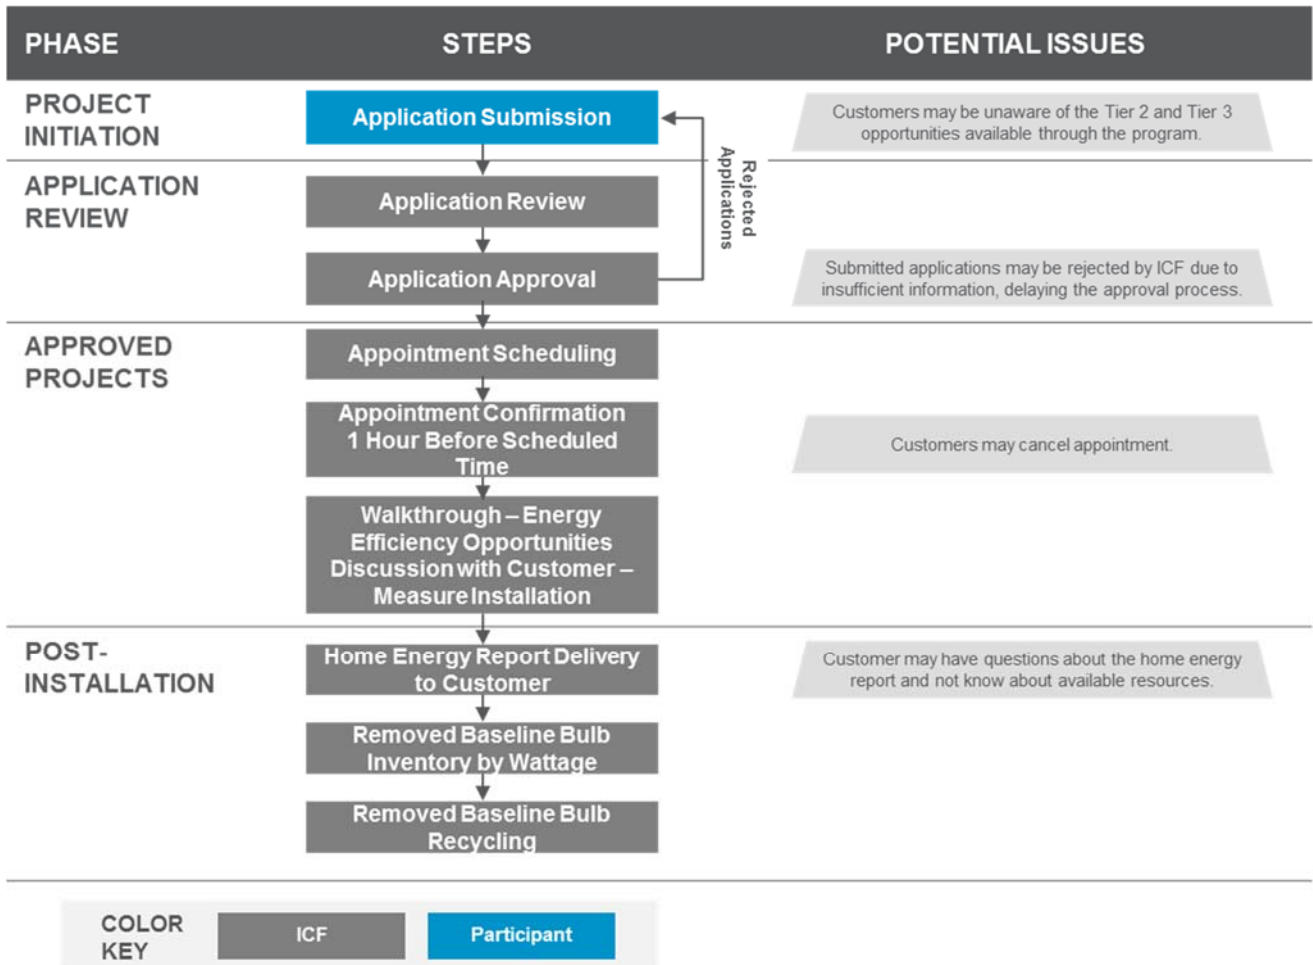 PHASE
STEPS
POTENTIAL ISSUES
PROJECT
INITIATION
Application Submission
Customers may be unaware of the Tier 2 and Tier 3
opportunities available through the program.
Rejected
Applications
APPLICATION
REVIEW
Application Review
Application Approval
Submitted applications may be rejected by ICF due to
insufficient information, delaying the approval process.
APPROVED
PROJECTS
Appointment Scheduling
Appointment Confirmation
1 Hour Before Scheduled
Time
Customers may cancel appointment.
Walkthrough – Energy
Efficiency Opportunities
Discussion with Customer –
Measure Installation
POST-
INSTALLATION
Home Energy Report Delivery
to Customer
Customer may have questions about the home energy
report and not know about available resources.
Removed Baseline Bulb
Inventory by Wattage
Removed Baseline Bulb
Recycling
COLOR
KEY
ICF
Participant